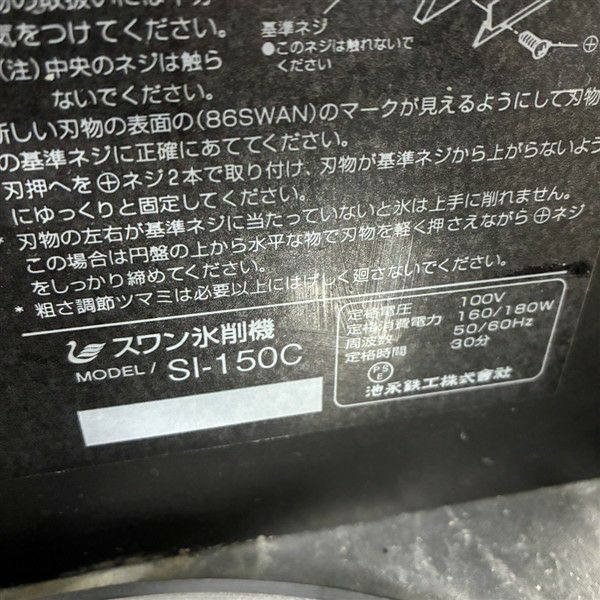 気をつけてください。
(注)中央のネジは触ら
ないでください。
基準ネジ
●このネジは触れないで
ください
⊕
新しい刃物の表面の(86SWAN)のマークが見えるようにして刃物
の基準ネジに正確にあててください。
刃押へを⊕ネジ2本で取り付け、刃物が基準ネジから上がらないよう
にゆっくりと固定してください。
* 刃物の左右が基準ネジに当たっていないと氷は上手に削れません。
この場合は円盤の上から水平な物で刃物を軽く押さえながら⊕ネジ
をしっかり締めてください。
* 粗さ調節ツマミは必要以上にはげしく廻さないでください。
スワン氷削機
MODEL / SI-150C
定格電圧 100V
定格消費電力 160/180W
周波数 50/60Hz
定格時間 30分
PSE
池永鉄工株式會社